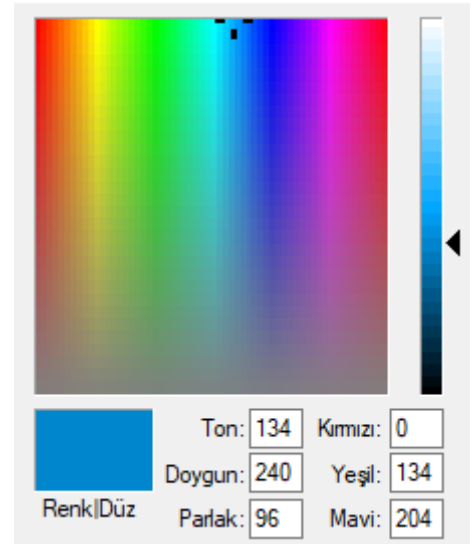 Ton: 134 Kırmızı: 0
Doygun: 240 Yeşil: 134
Renk|Düz Parlak: 96 Mavi: 204